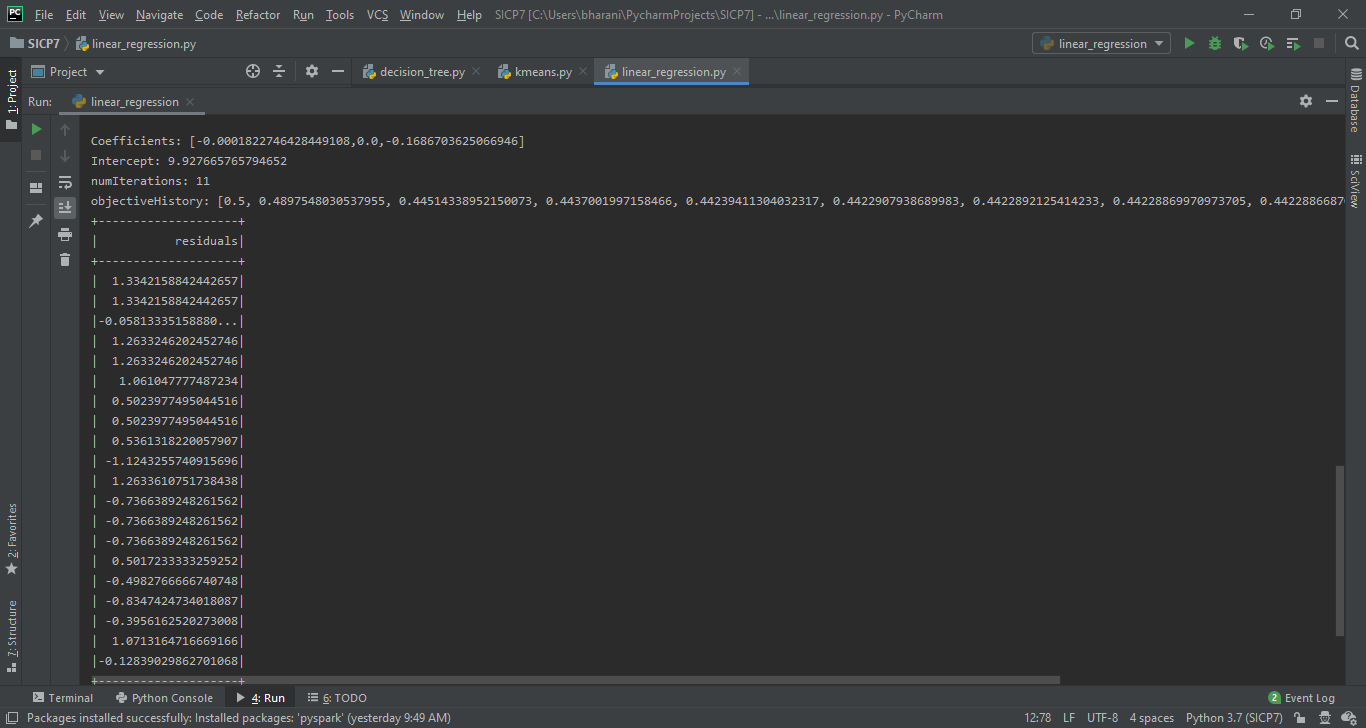 PC File Edit View Navigate Code Refactor Run Tools VCS Window Help SICP7 [C:\Users\bharani\PycharmProjects\SICP7] - ...\linear_regression.py - PyCharm
SICP7 linear_regression.py linear_regression
1: Project
Project decision_tree.py kmeans.py linear_regression.py
Database
Run: linear_regression
SciView
Coefficients: [-0.0001822746428449108,0.0,-0.1686703625066946]
Intercept: 9.927665765794652
numIterations: 11
objectiveHistory: [0.5, 0.4897548030537955, 0.44514338952150073, 0.4437001997158466, 0.44239411304032317, 0.4422907938689983, 0.4422892125414233, 0.44228869970973705, 0.4422886687
+--------------------+
| residuals|
+--------------------+
| 1.3342158842442657|
| 1.3342158842442657|
|-0.05813335158880...|
| 1.2633246202452746|
| 1.2633246202452746|
| 1.061047777487234|
| 0.5023977495044516|
| 0.5023977495044516|
| 0.5361318220057907|
| -1.1243255740915696|
| 1.2633610751738438|
| -0.7366389248261562|
| -0.7366389248261562|
| -0.7366389248261562|
| 0.5017233333259252|
| -0.4982766666740748|
| -0.8347424734018087|
| -0.3956162520273008|
| 1.0713164716669166|
|-0.12839029862701068|
+--------------------+
2: Favorites
7: Structure
Terminal Python Console 4: Run 6: TODO 2 Event Log
Packages installed successfully: Installed packages: 'pyspark' (yesterday 9:49 AM) 12:78 LF UTF-8 4 spaces Python 3.7 (SICP7)